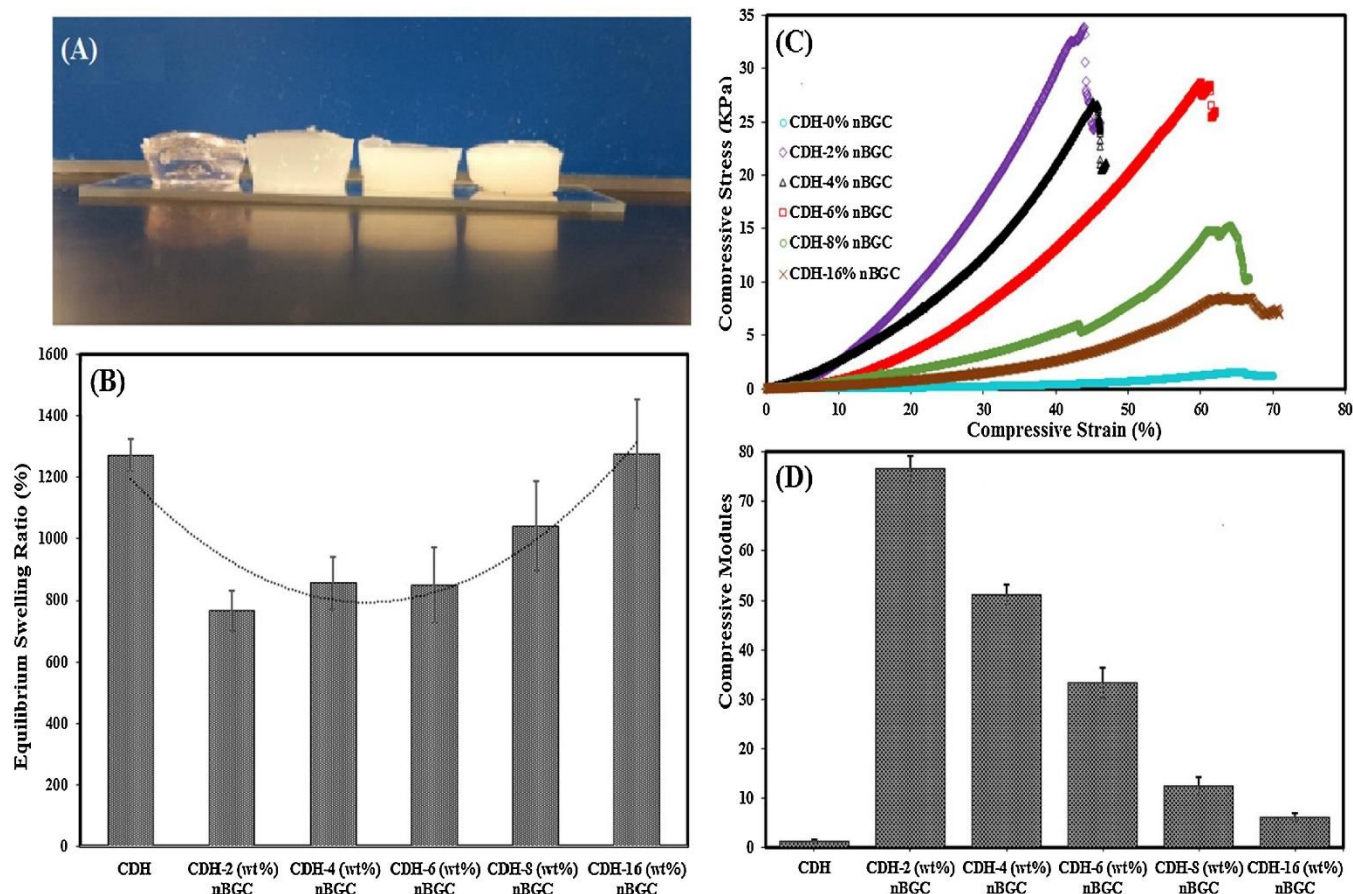 (A)
(B)
Equilibrium Swelling Ratio (%)
1600
1400
1200
1000
800
600
400
200
0
CDH
CDH-2 (wt%)
nBGC
CDH-4 (wt%)
nBGC
CDH-6 (wt%)
nBGC
CDH-8 (wt%)
nBGC
CDH-16 (wt%)
nBGC
(C)
Compressive Stress (KPa)
35
30
25
20
15
10
5
0
CDH-0% nBGC
CDH-2% nBGC
CDH-4% nBGC
CDH-6% nBGC
CDH-8% nBGC
CDH-16% nBGC
0 10 20 30 40 50 60 70 80
Compressive Strain (%)
(D)
Compressive Modules
80
70
60
50
40
30
20
10
0
CDH
CDH-2 (wt%)
nBGC
CDH-4 (wt%)
nBGC
CDH-6 (wt%)
nBGC
CDH-8 (wt%)
nBGC
CDH-16 (wt%)
nBGC